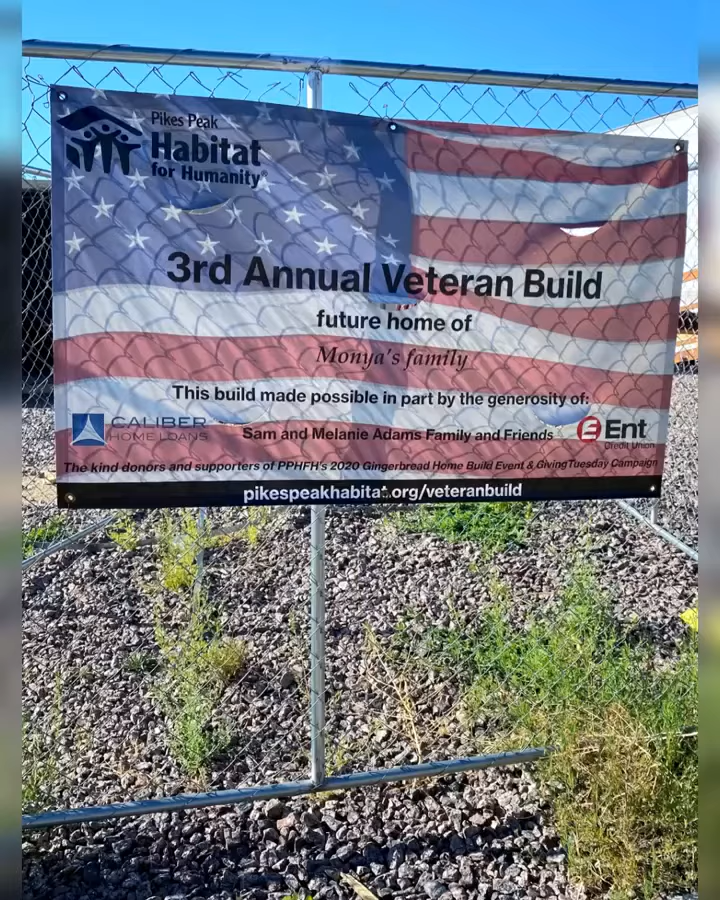 Pikes Peak
Habitat
for Humanity®
3rd Annual Veteran Build
future home of
Monya's family
This build made possible in part by the generosity of:
CALIBER
HOME LOANS
Sam and Melanie Adams Family and Friends
Ent
Credit Union
The kind donors and supporters of PPHFH's 2020 Gingerbread Home Build Event & GivingTuesday Campaign
pikespeakhabitat.org/veteranbuild